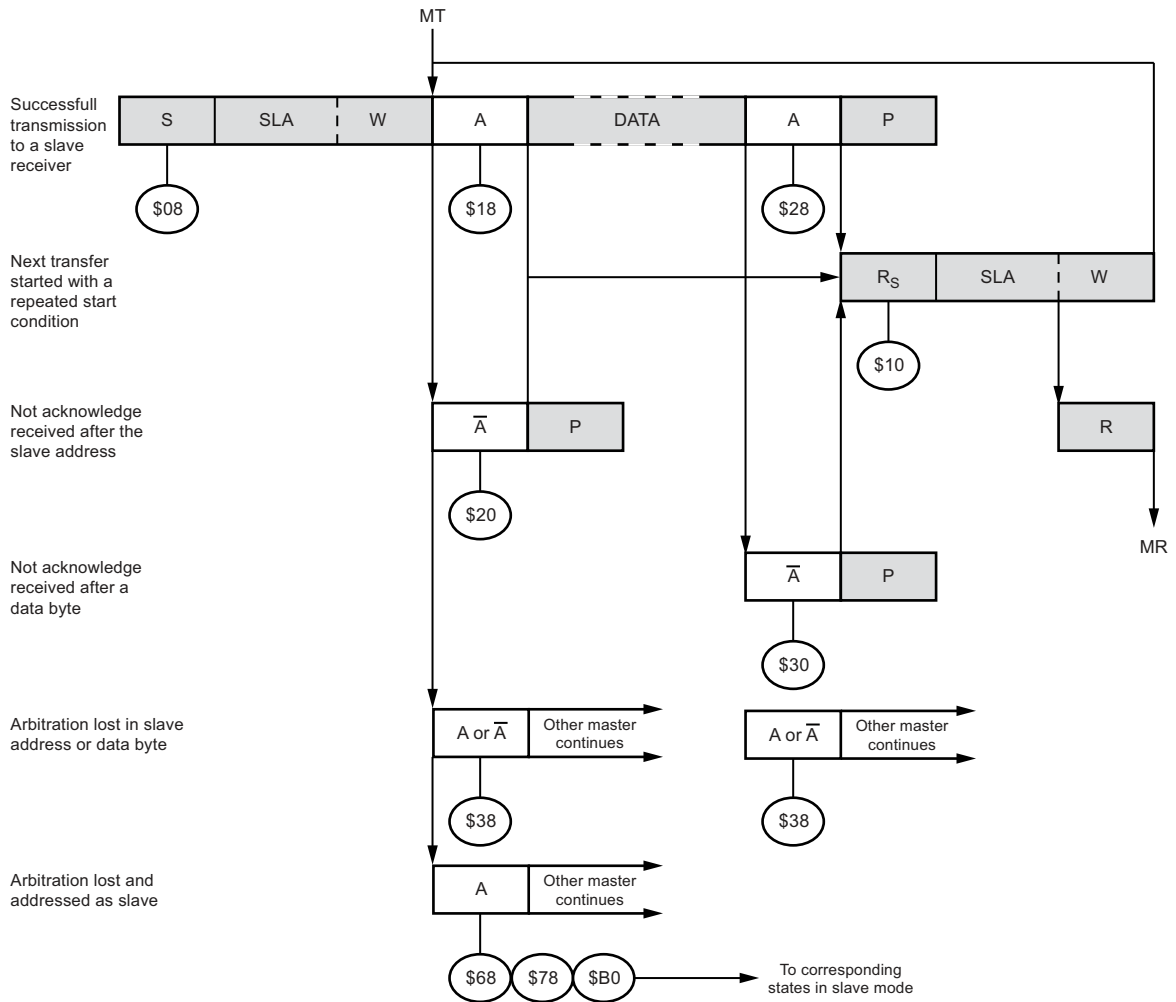 MT
Successfull
transmission
to a slave
receiver
S SLA W A DATA A P
$08 $18 $28
Next transfer
started with a
repeated start
condition
RS SLA W
$10
Not acknowledge
received after the
slave address
A̅ P
R
$20
MR
Not acknowledge
received after a
data byte
A̅ P
$30
Arbitration lost in slave
address or data byte
A or A̅
Other master
continues
A or A̅
Other master
continues
$38 $38
Arbitration lost and
addressed as slave
A
Other master
continues
$68 $78 $B0
To corresponding
states in slave mode